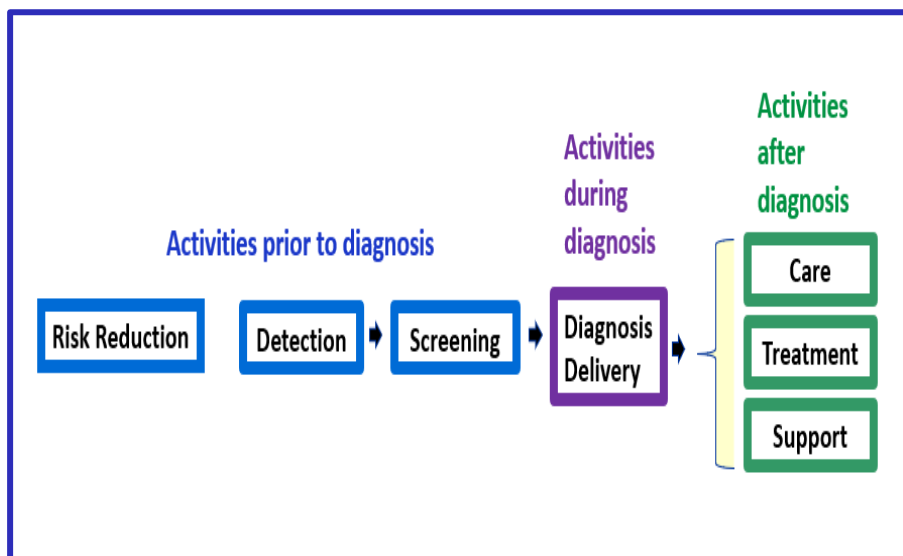 Activities prior to diagnosis
Risk Reduction
Detection
Screening
Activities
during
diagnosis
Diagnosis
Delivery
Activities
after
diagnosis
Care
Treatment
Support